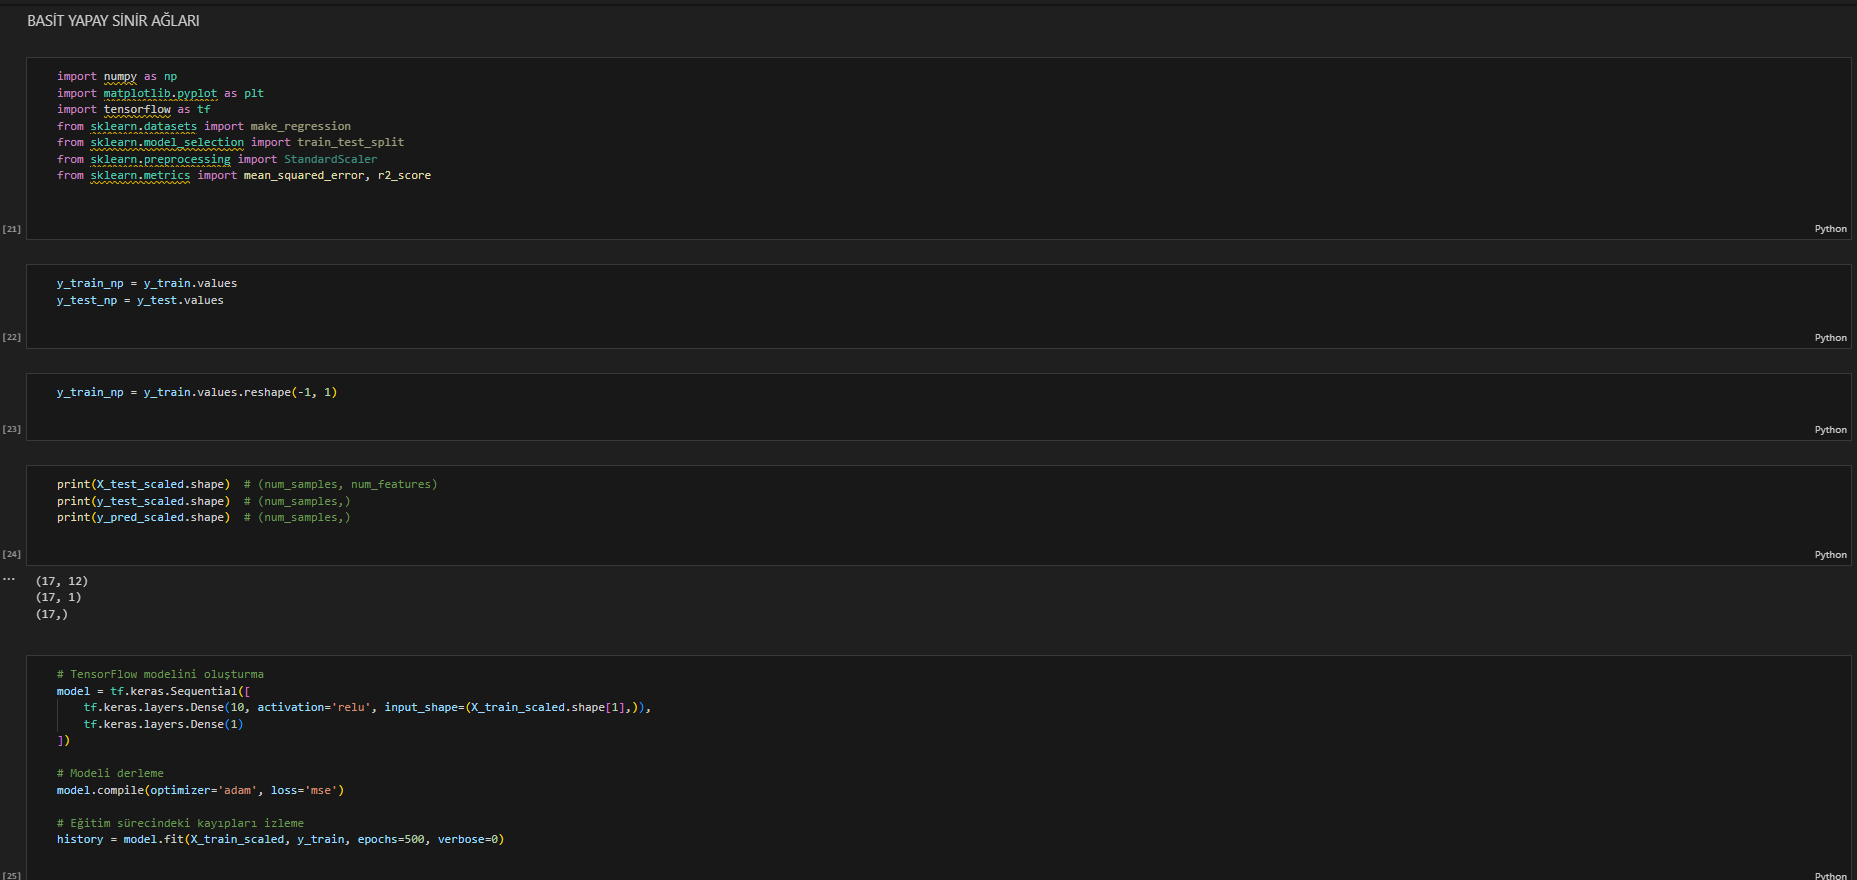 BASİT YAPAY SİNİR AĞLARI
import numpy as np
import matplotlib.pyplot as plt
import tensorflow as tf
from sklearn.datasets import make_regression
from sklearn.model_selection import train_test_split
from sklearn.preprocessing import StandardScaler
from sklearn.metrics import mean_squared_error, r2_score
[21]
Python
y_train_np = y_train.values
y_test_np = y_test.values
[22]
Python
y_train_np = y_train.values.reshape(-1, 1)
[23]
Python
print(X_test_scaled.shape)  # (num_samples, num_features)
print(y_test_scaled.shape)  # (num_samples,)
print(y_pred_scaled.shape)  # (num_samples,)
[24]
Python
...
(17, 12)
(17, 1)
(17,)
# TensorFlow modelini oluşturma
model = tf.keras.Sequential([
    tf.keras.layers.Dense(10, activation='relu', input_shape=(X_train_scaled.shape[1],)),
    tf.keras.layers.Dense(1)
])
# Modeli derleme
model.compile(optimizer='adam', loss='mse')
# Eğitim sürecindeki kayıpları izleme
history = model.fit(X_train_scaled, y_train, epochs=500, verbose=0)
[25]
Python